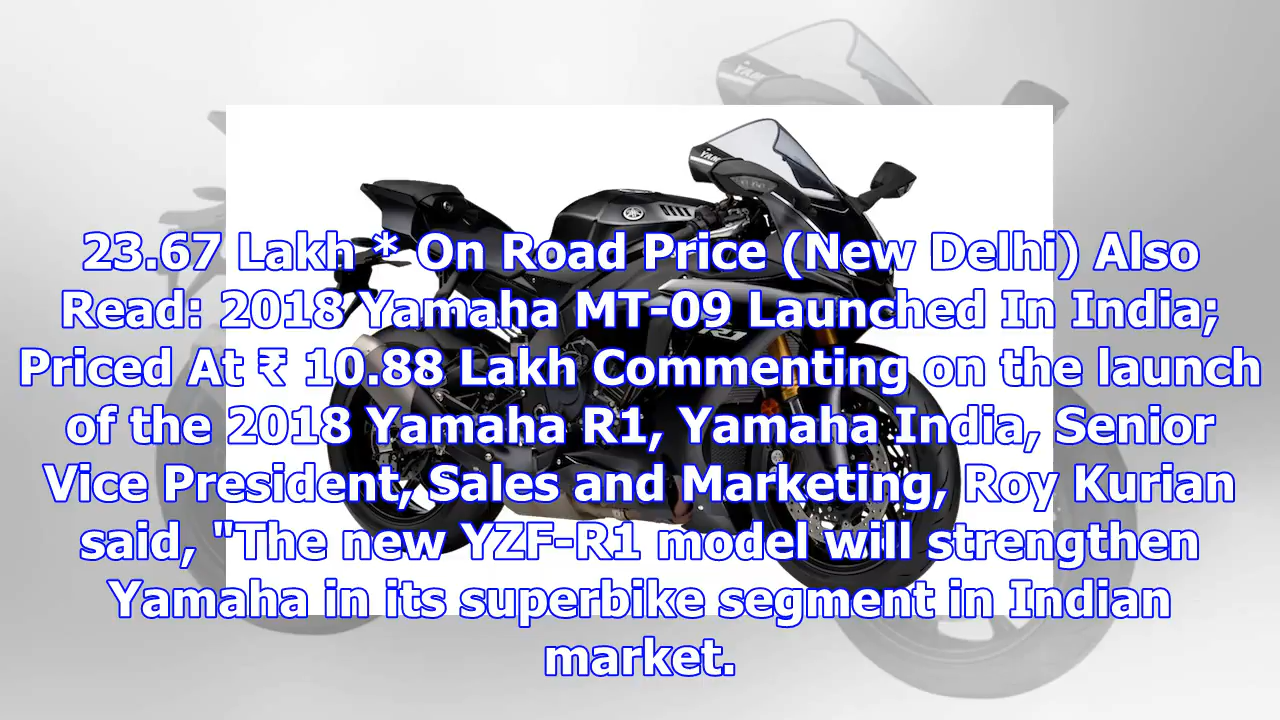 23.67 Lakh * On Road Price (New Delhi) Also
Read: 2018 Yamaha MT-09 Launched In India;
Priced At ₹ 10.88 Lakh Commenting on the launch
of the 2018 Yamaha R1, Yamaha India, Senior
Vice President, Sales and Marketing, Roy Kurian
said, "The new YZF-R1 model will strengthen
Yamaha in its superbike segment in Indian
market.
YAM
R1